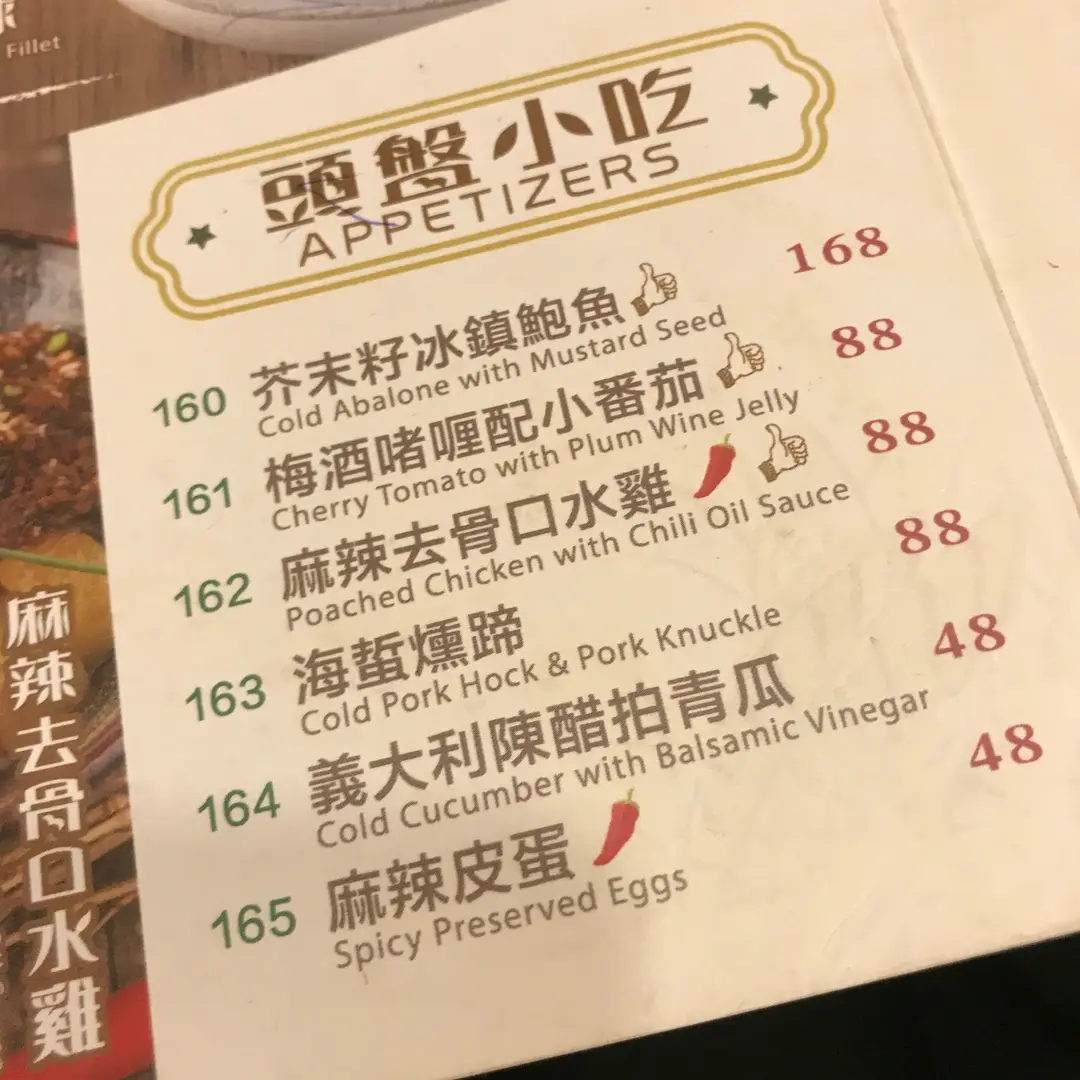 Fillet
頭盤小吃
APPETIZERS
160 芥末籽冰鎮鮑魚 168
Cold Abalone with Mustard Seed
161 梅酒啫喱配小番茄 88
Cherry Tomato with Plum Wine Jelly
162 麻辣去骨口水雞 88
Poached Chicken with Chili Oil Sauce
163 海蜇燻蹄 88
Cold Pork Hock & Pork Knuckle
164 義大利陳醋拍青瓜 48
Cold Cucumber with Balsamic Vinegar
165 麻辣皮蛋 48
Spicy Preserved Eggs
麻辣去骨口水雞